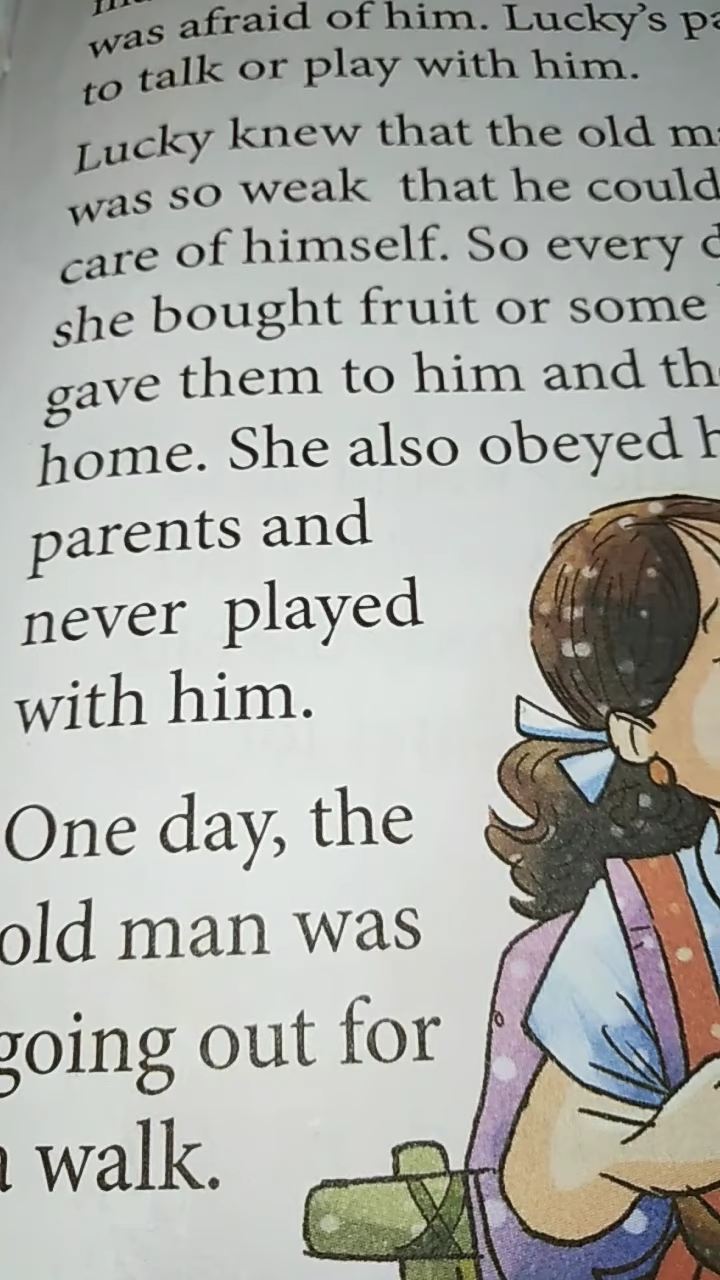 was afraid of him. Lucky's
to talk or play with him.
Lucky knew that the old
was so weak that he could
care of himself. So every
she bought fruit or some
gave them to him and
home. She also obeyed
parents and
never played
with him.
One day, the
old man was
going out for
walk.